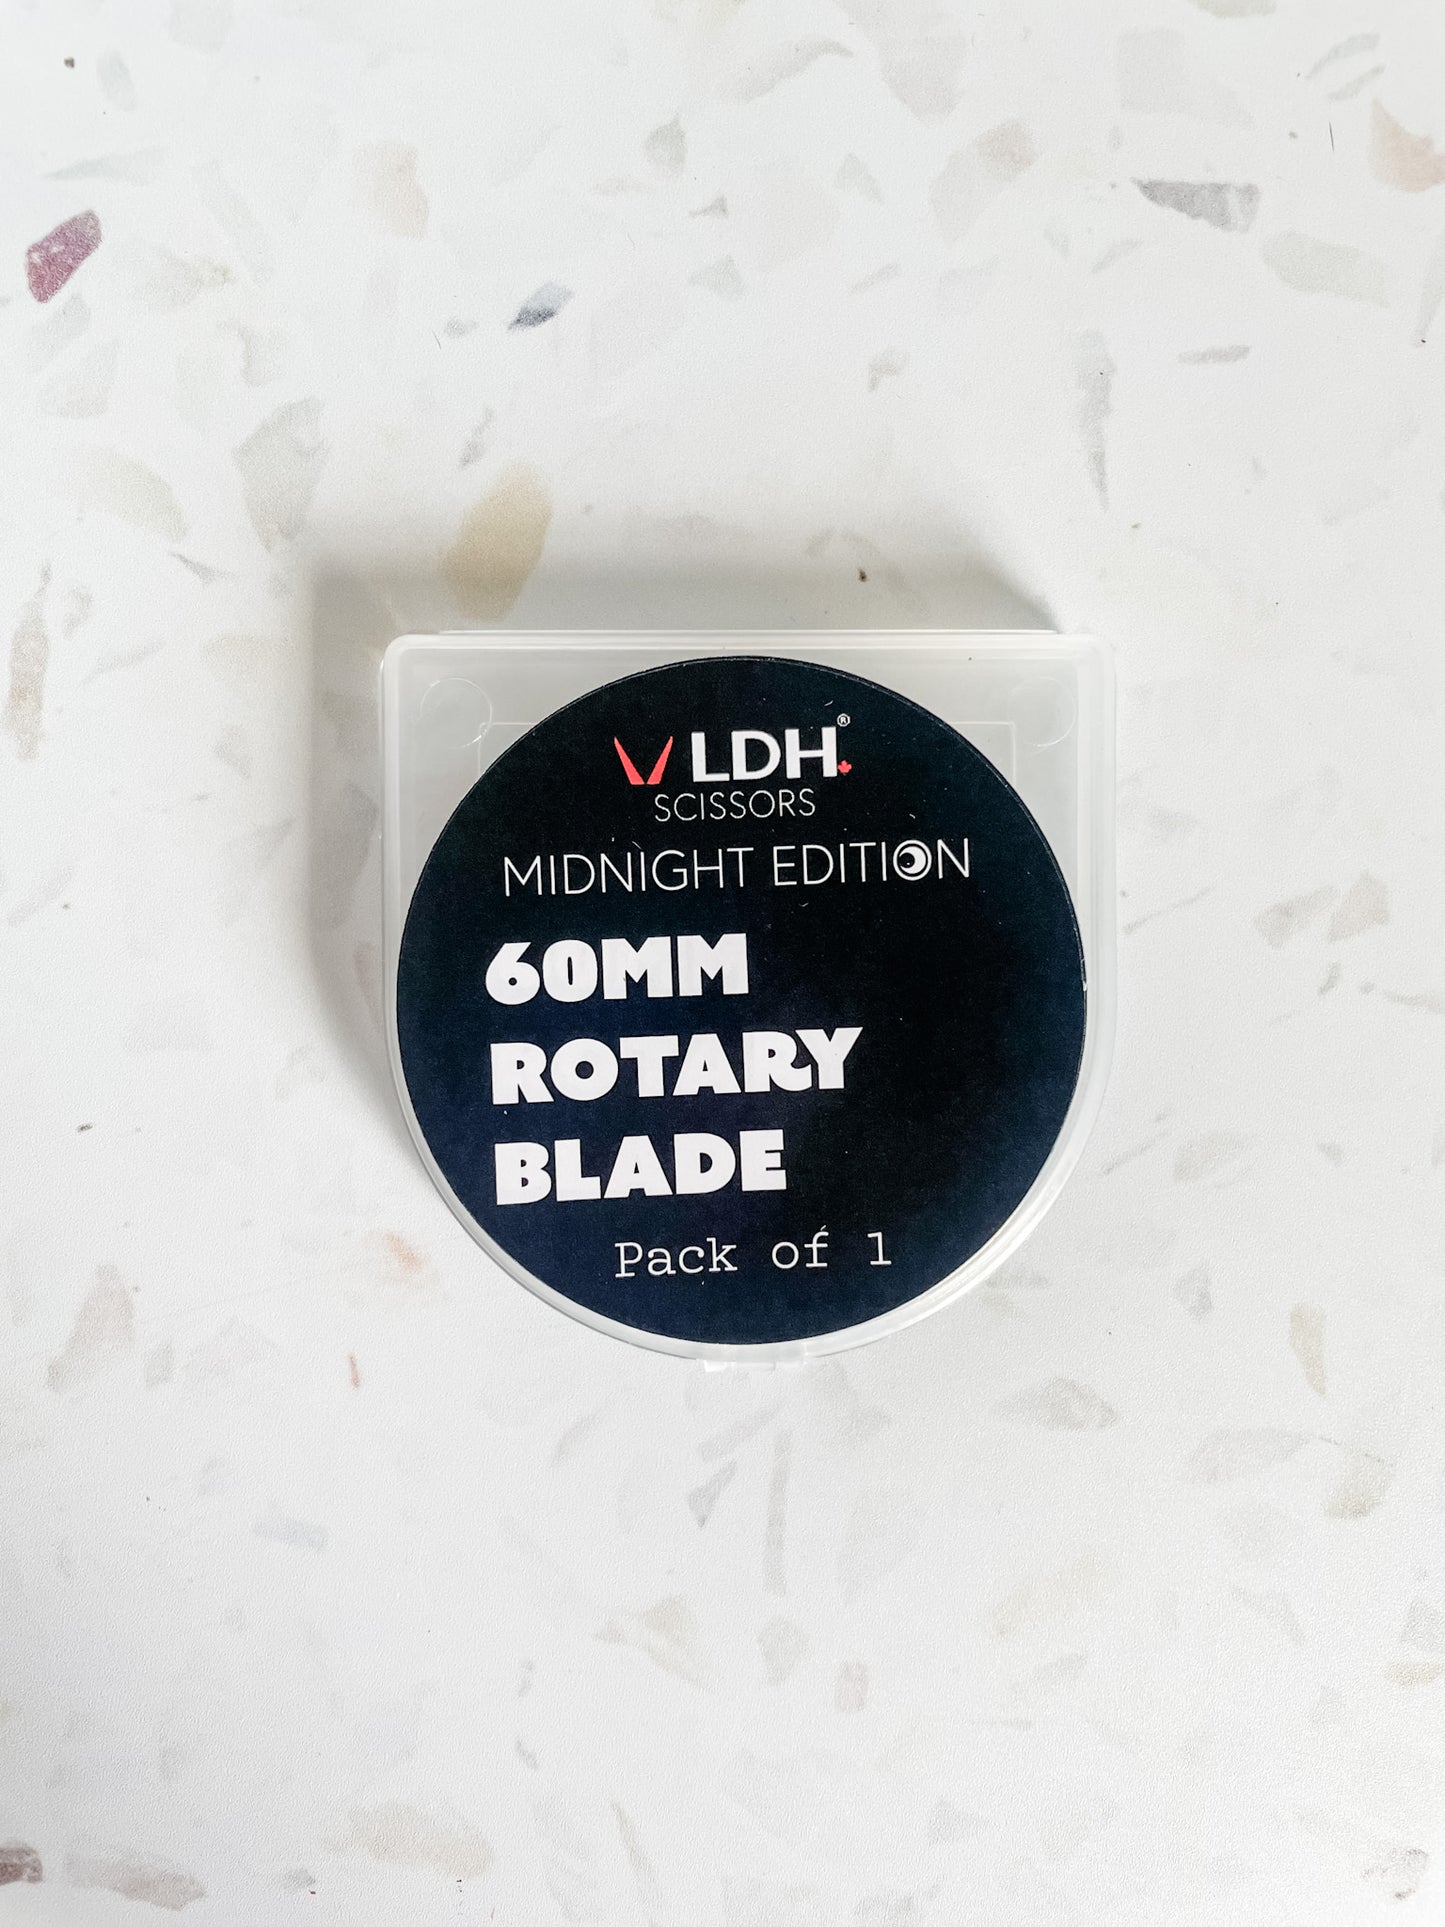 LDH®
SCISSORS
MIDNIGHT EDITION
60MM
ROTARY
BLADE
Pack of 1